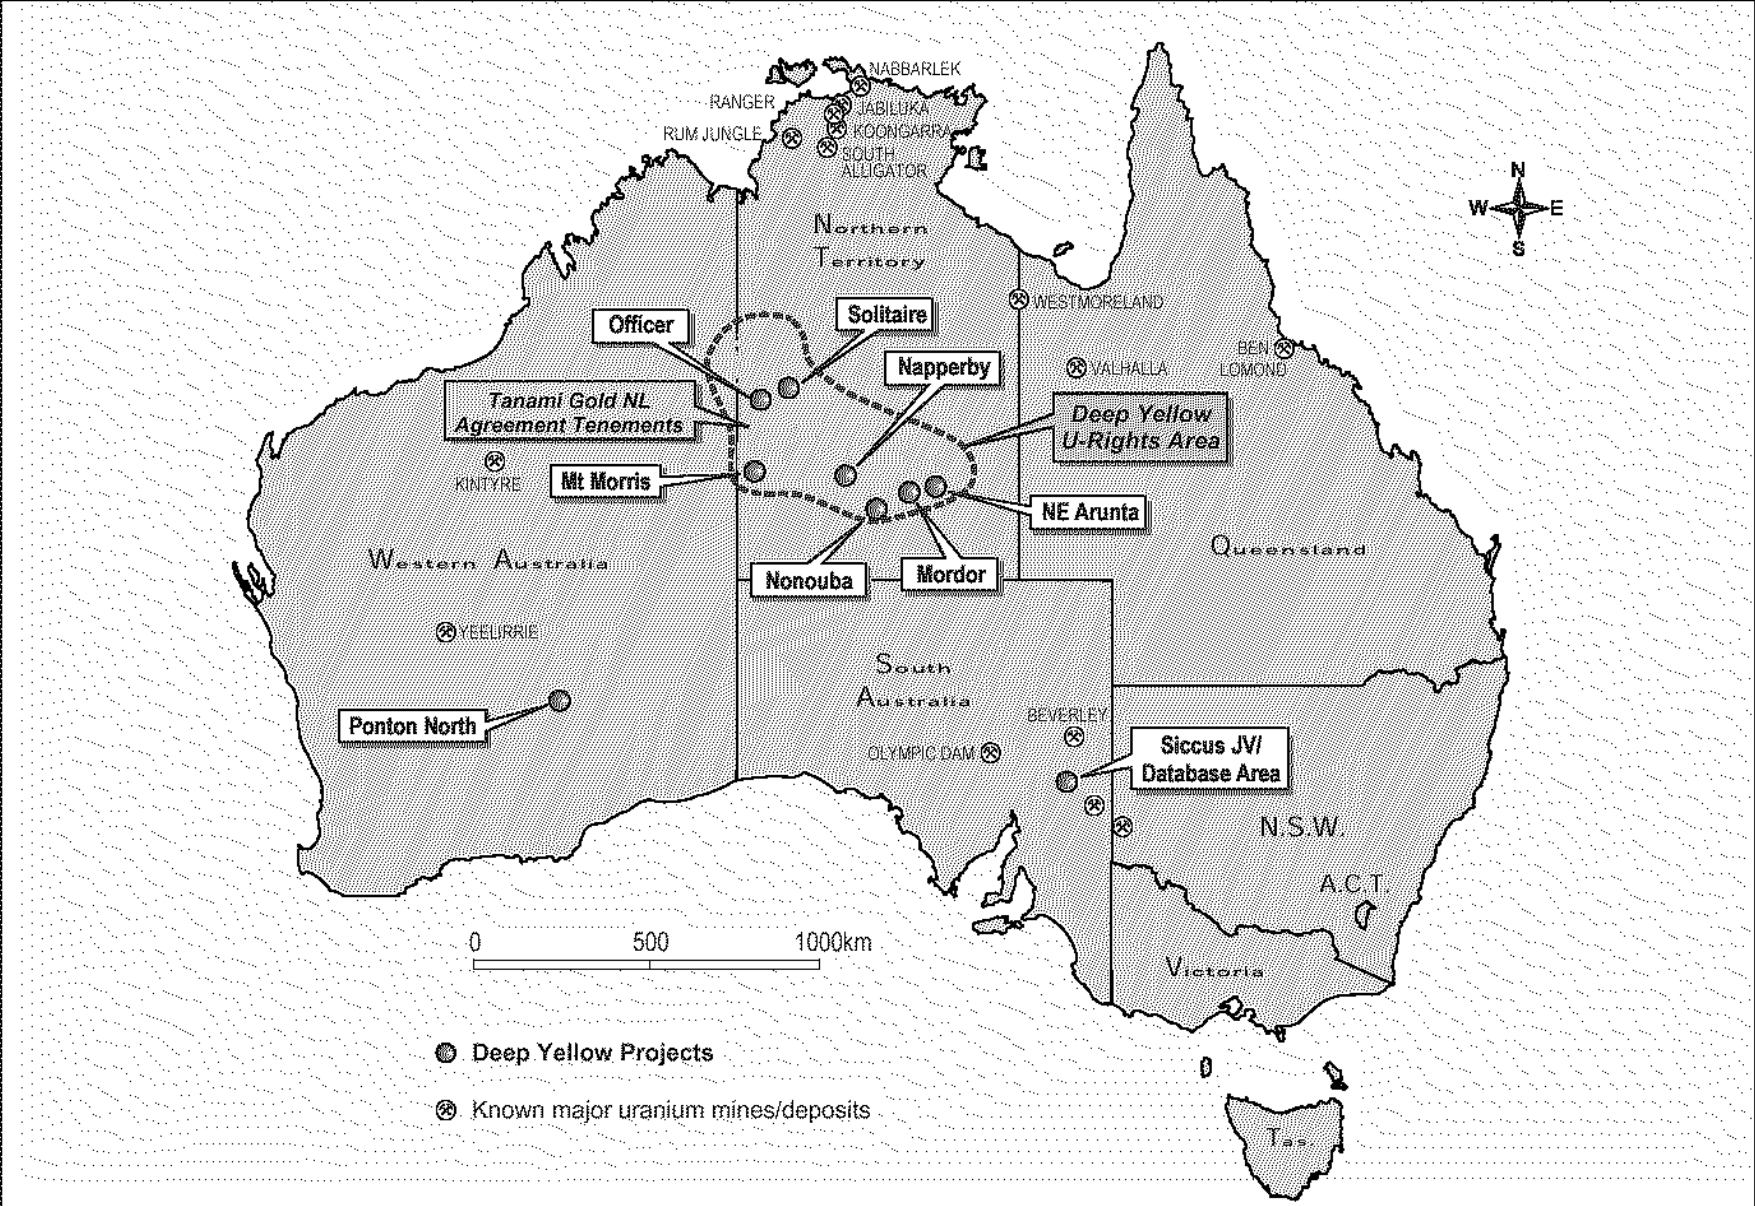 NABBARLEK
RANGER
JABILUKA
RUM JUNGLE
KOONGARRA
SOUTH
ALLIGATOR
N
W E
S
Northern
Territory
WESTMORELAND
Officer
Solitaire
Napperby
BEN
LOMOND
VALHALLA
Tanami Gold NL
Agreement Tenements
Deep Yellow
U-Rights Area
KINTYRE
Mt Morris
NE Arunta
Western Australia
Queensland
Nonouba
Mordor
YEELIRRIE
South
Australia
Ponton North
BEVERLEY
OLYMPIC DAM
Siccus JV/
Database Area
N.S.W.
A.C.T.
0 500 1000km
Victoria
Deep Yellow Projects
Known major uranium mines/deposits
Tas.